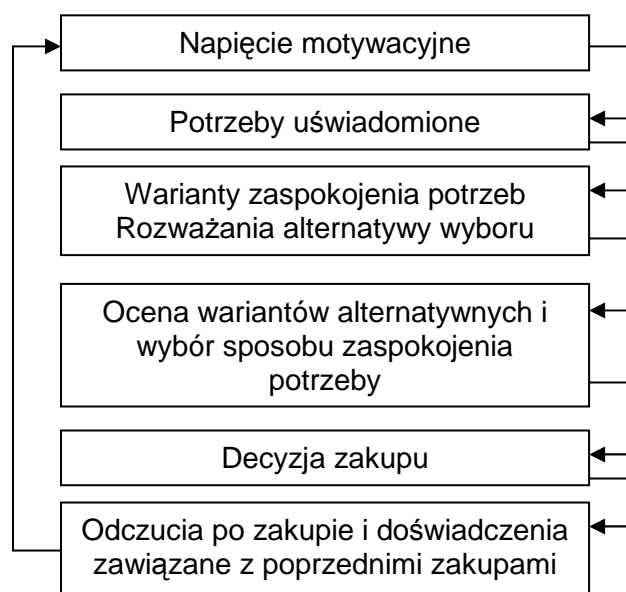 Napięcie motywacyjne
Potrzeby uświadomione
Warianty zaspokojenia potrzeb
Rozważania alternatywy wyboru
Ocena wariantów alternatywnych i
wybór sposobu zaspokojenia
potrzeby
Decyzja zakupu
Odczucia po zakupie i doświadczenia
zawiązane z poprzednimi zakupami